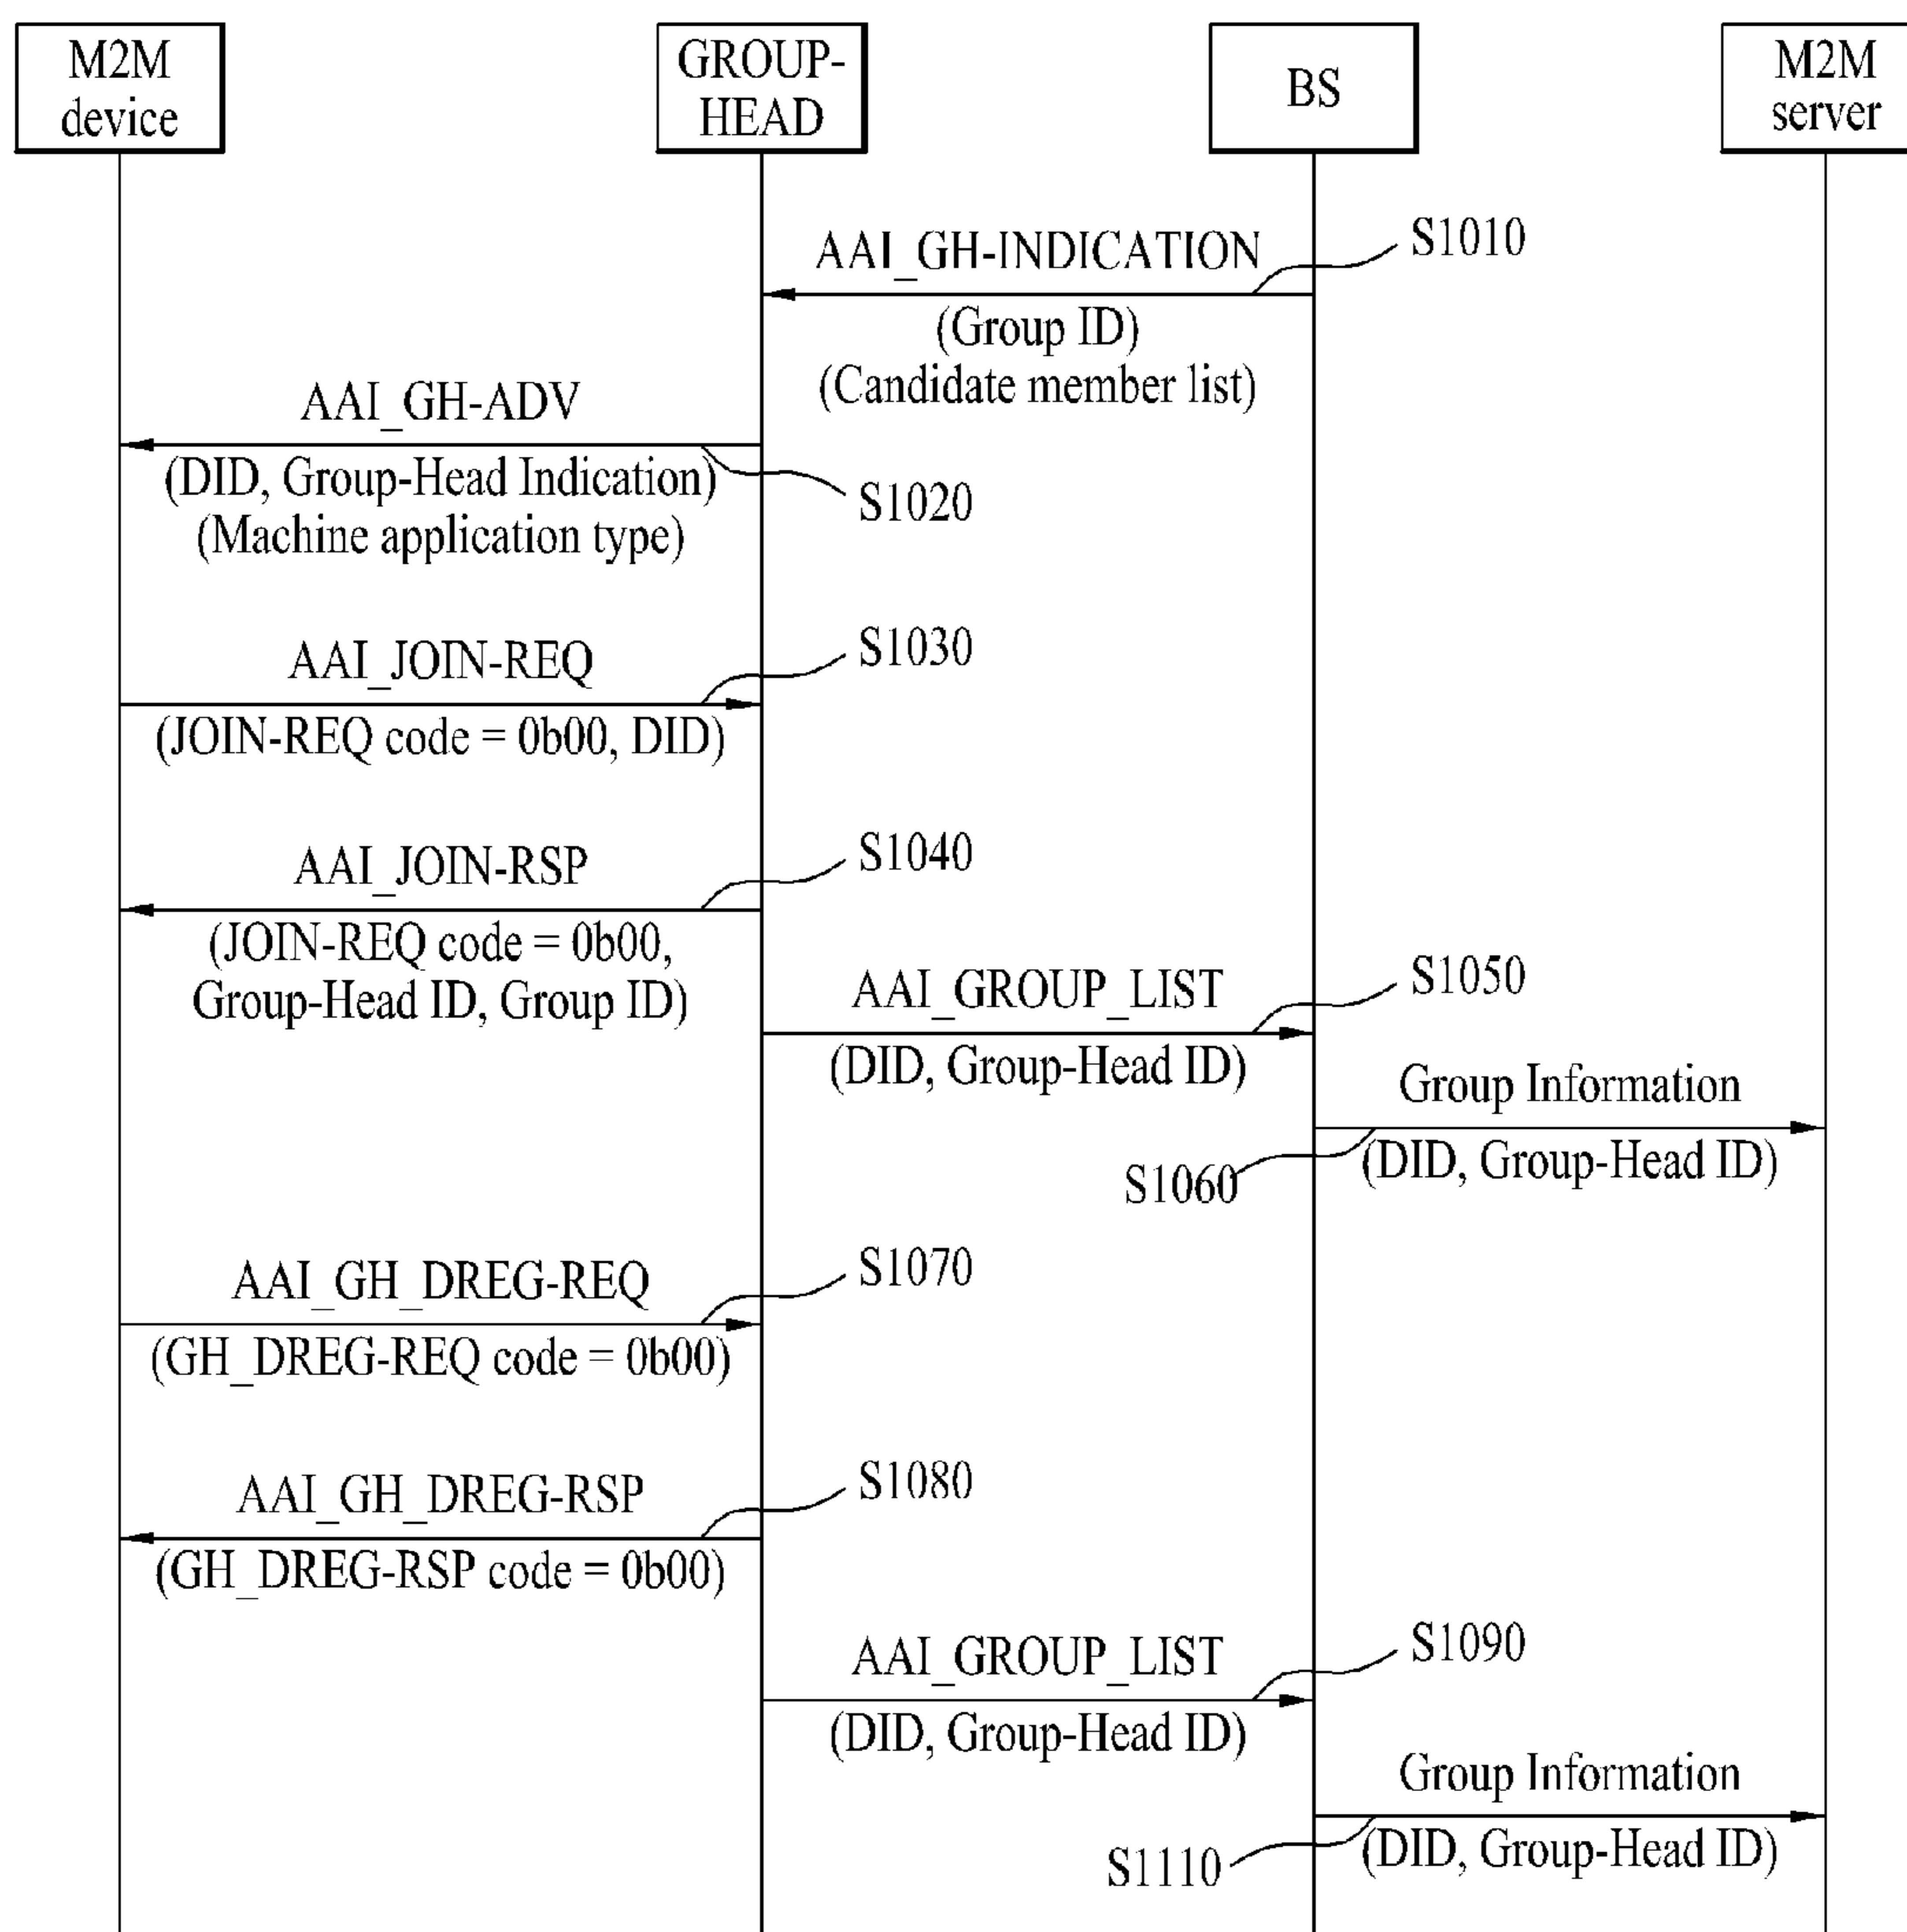 M2M
device
GROUP-
HEAD
BS
M2M
server
AAI_GH-INDICATION
S1010
(Group ID)
(Candidate member list)
AAI_GH-ADV
(DID, Group-Head Indication)
(Machine application type)
S1020
AAI_JOIN-REQ
S1030
(JOIN-REQ code = 0b00, DID)
AAI_JOIN-RSP
S1040
(JOIN-REQ code = 0b00,
Group-Head ID, Group ID)
AAI_GROUP_LIST
S1050
(DID, Group-Head ID)
Group Information
(DID, Group-Head ID)
S1060
AAI_GH_DREG-REQ
S1070
(GH_DREG-REQ code = 0b00)
AAI_GH_DREG-RSP
S1080
(GH_DREG-RSP code = 0b00)
AAI_GROUP_LIST
S1090
(DID, Group-Head ID)
Group Information
(DID, Group-Head ID)
S1110